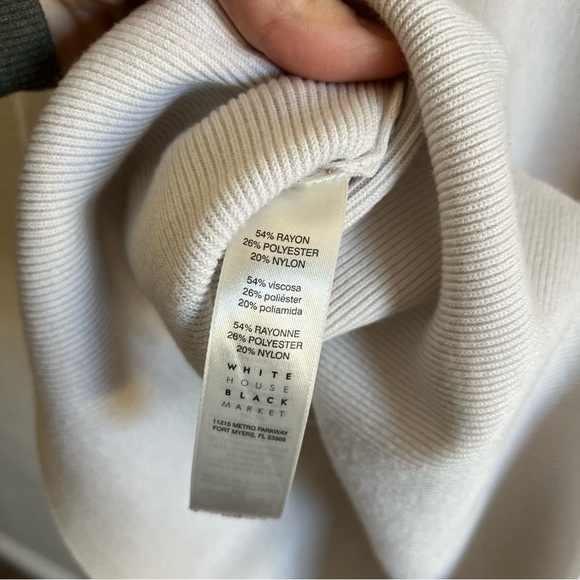 54% RAYON
26% POLYESTER
20% NYLON
54% viscosa
26% poliéster
20% poliamida
54% RAYONNE
26% POLYESTER
20% NYLON
WHITE
HOUSE
BLACK
MARKET
11215 METRO PARKWAY
FORT MYERS, FL 33966